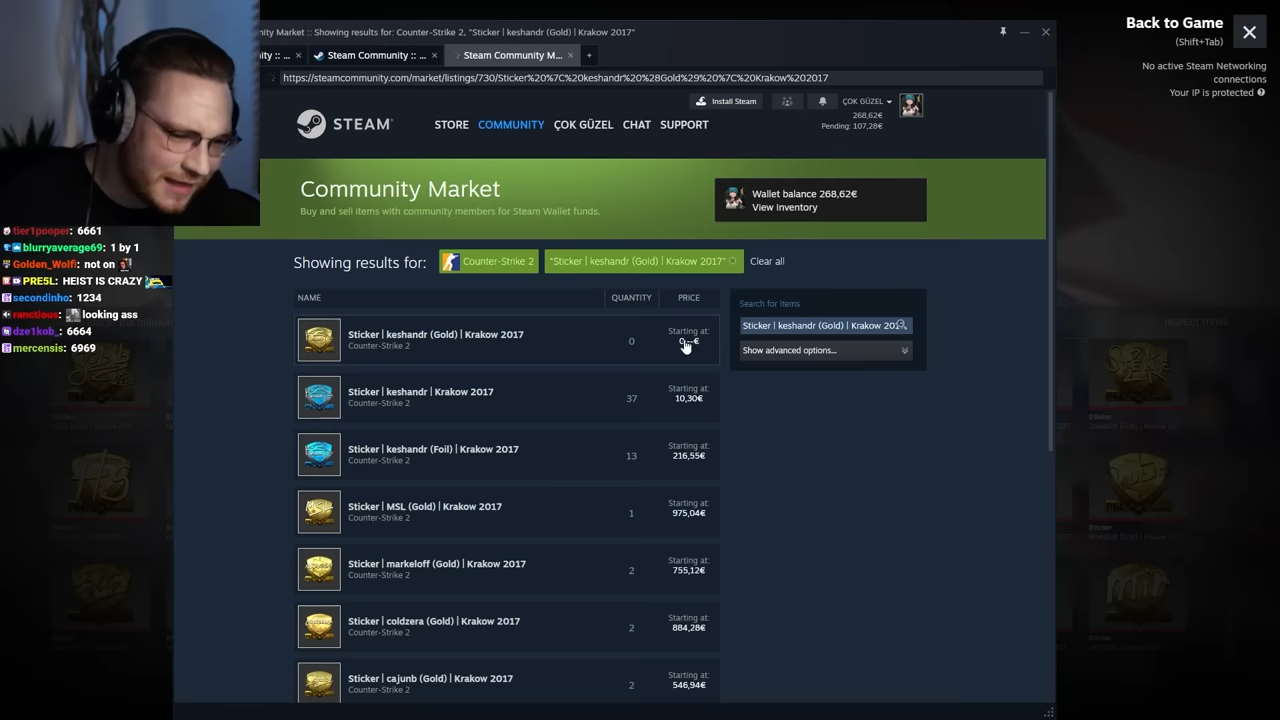 nity Market :: Showing results for: Counter-Strike 2, "Sticker | keshandr (Gold) | Krakow 2017"
Back to Game
(Shift+Tab)
No active Steam Networking
connections
Your IP is protected
nity :: ...
Steam Community :: ...
Steam Community M...
https://steamcommunity.com/market/listings/730/Sticker%20%7C%20keshandr%20%28Gold%29%20%7C%20Krakow%202017
Install Steam
ÇOK GÜZEL
268,62€
Pending: 107,28€
STEAM
STORE COMMUNITY ÇOK GÜZEL CHAT SUPPORT
Community Market
Buy and sell items with community members for Steam Wallet funds.
Wallet balance 268,62€
View Inventory
tier1pooper: 6661
blurryaverage69: 1 by 1
Golden_Wolfi: not on
PRE5L: HEIST IS CRAZY
secondinho: 1234
ranctious: looking ass
dze1kob_: 6664
mercensis: 6969
Showing results for: Counter-Strike 2 "Sticker | keshandr (Gold) | Krakow 2017" Clear all
NAME QUANTITY PRICE
Sticker | keshandr (Gold) | Krakow 2017
Counter-Strike 2
0
Starting at:
Sticker | keshandr | Krakow 2017
Counter-Strike 2
37
Starting at:
10,30€
Sticker | keshandr (Foil) | Krakow 2017
Counter-Strike 2
13
Starting at:
216,55€
Sticker | MSL (Gold) | Krakow 2017
Counter-Strike 2
1
Starting at:
975,04€
Sticker | markeloff (Gold) | Krakow 2017
Counter-Strike 2
2
Starting at:
755,12€
Sticker | coldzera (Gold) | Krakow 2017
Counter-Strike 2
2
Starting at:
884,28€
Sticker | cajunb (Gold) | Krakow 2017
Counter-Strike 2
2
Starting at:
546,94€
Search for Items
Sticker | keshandr (Gold) | Krakow
Show advanced options...
INSPECT ITEMS